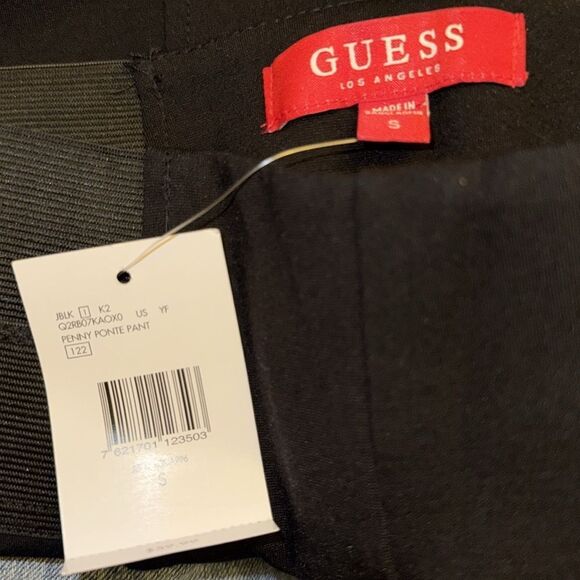 GUESS
LOS ANGELES
MADE IN
S
JBLK 1 K2
Q2RB07KAOX0 US YF
PENNY PONTE PANT
122
7 621701 123503
S